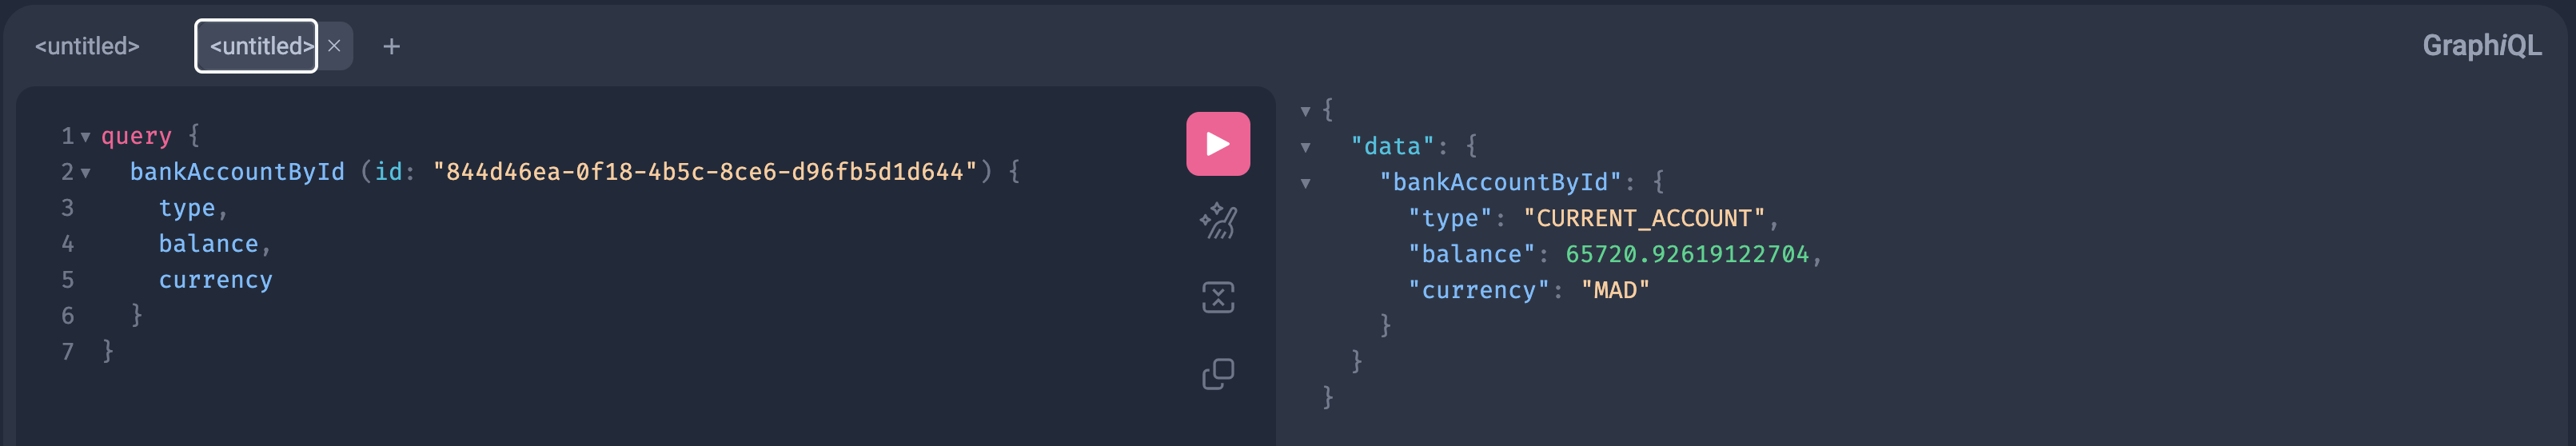 <untitled>
<untitled>
GraphiQL
1 query {
2 bankAccountById (id: "844d46ea-0f18-4b5c-8ce6-d96fb5d1d644") {
3 type,
4 balance,
5 currency
6 }
7 }
{
"data": {
"bankAccountById": {
"type": "CURRENT_ACCOUNT",
"balance": 65720.92619122704,
"currency": "MAD"
}
}
}